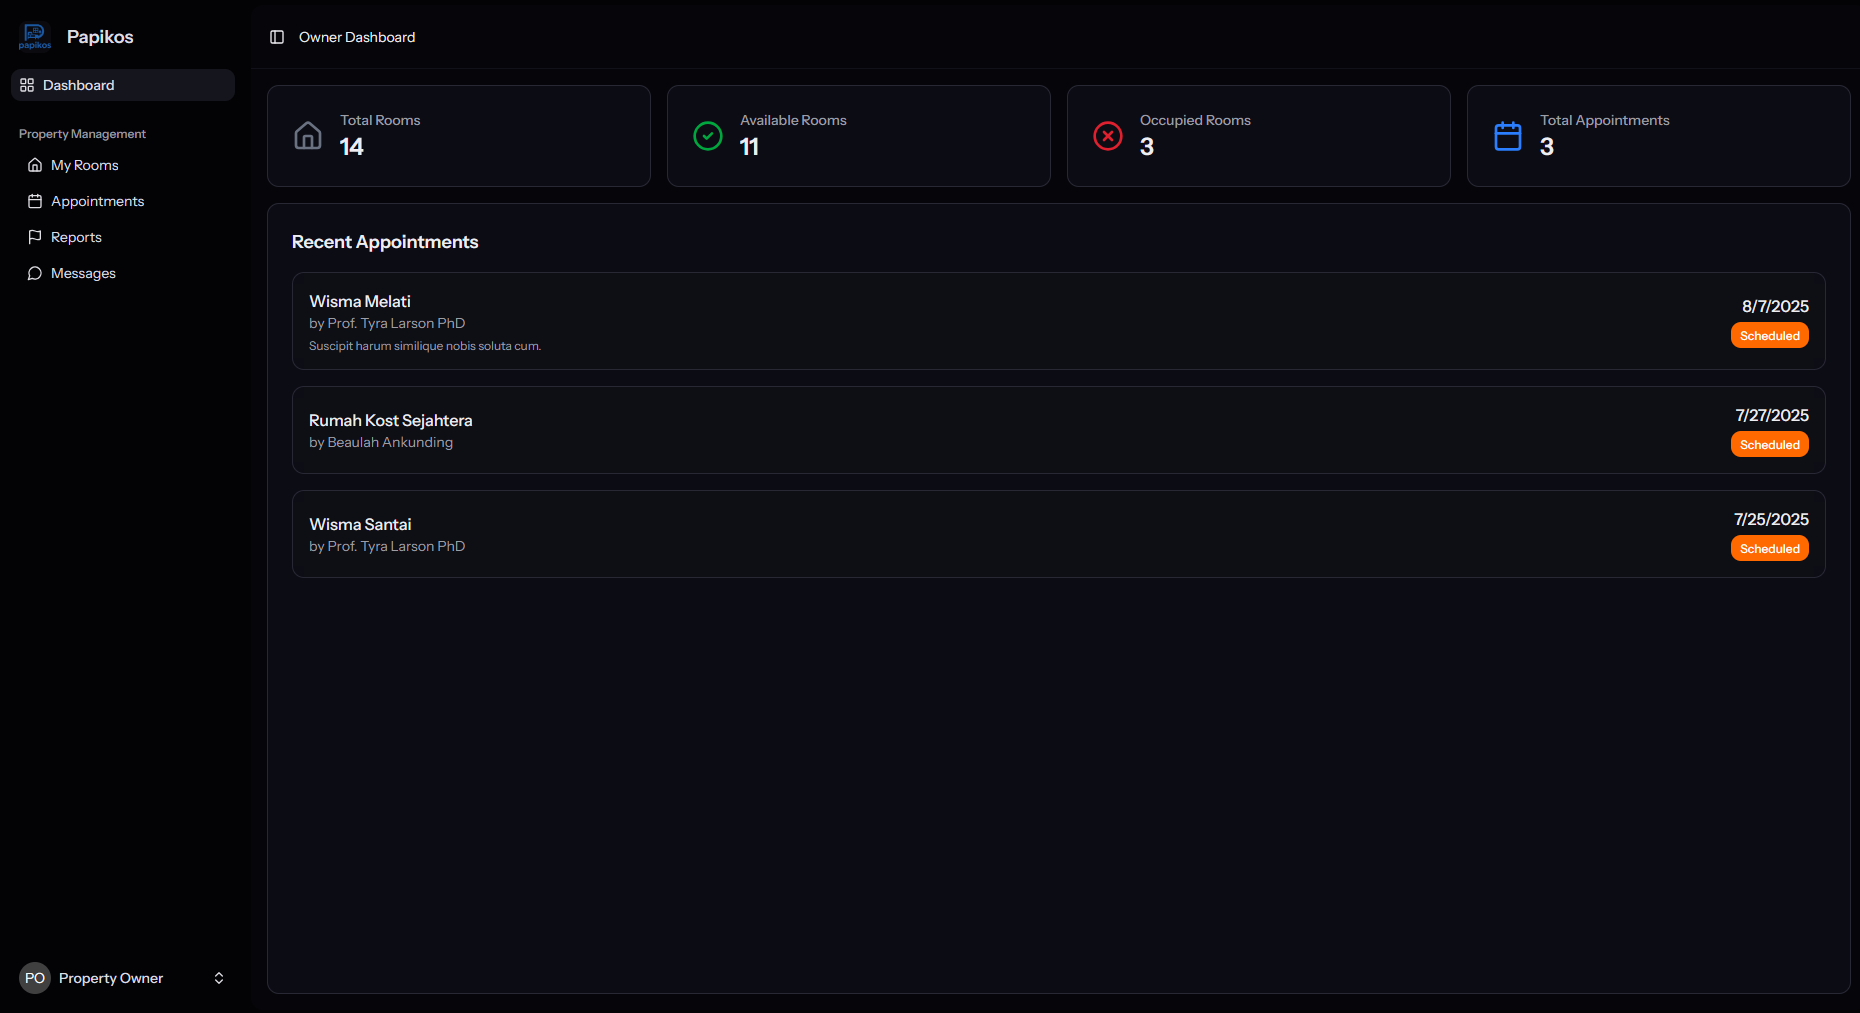 papikos
Papikos
Dashboard
Property Management
My Rooms
Appointments
Reports
Messages
PO
Property Owner
Owner Dashboard
Total Rooms
14
Available Rooms
11
Occupied Rooms
3
Total Appointments
3
Recent Appointments
Wisma Melati
by Prof. Tyra Larson PhD
Suscipit harum similique nobis soluta cum.
8/7/2025
Scheduled
Rumah Kost Sejahtera
by Beaulah Ankunding
7/27/2025
Scheduled
Wisma Santai
by Prof. Tyra Larson PhD
7/25/2025
Scheduled